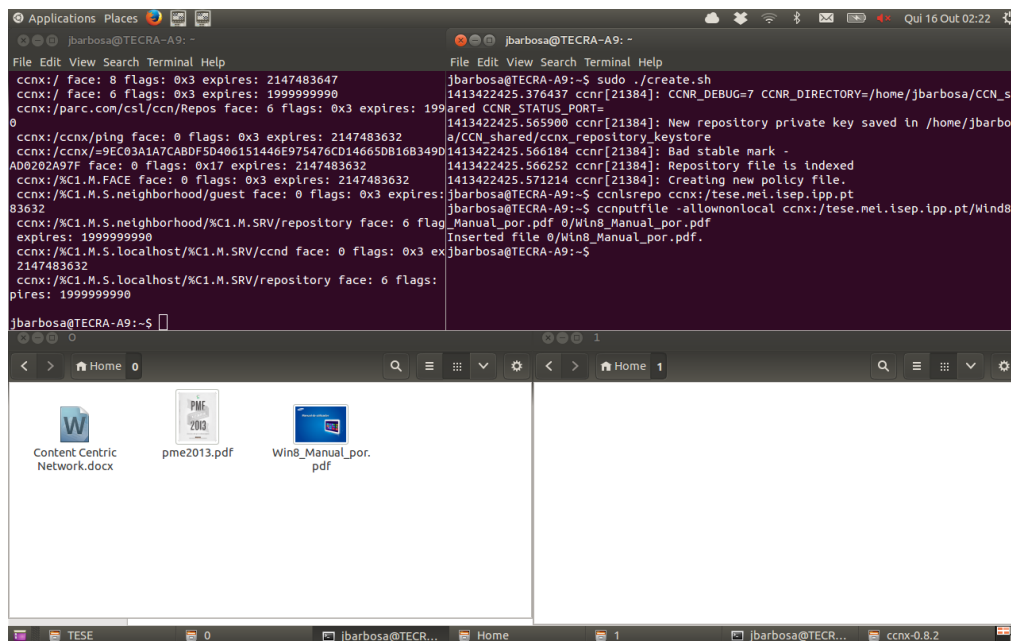 Applications Places Qui 16 Out 02:22
jbarbosa@TECRA-A9: ~
File Edit View Search Terminal Help
ccnx:/ face: 8 flags: 0x3 expires: 2147483647
ccnx:/ face: 6 flags: 0x3 expires: 1999999990
ccnx:/parc.com/csl/ccn/Repos face: 6 flags: 0x3 expires: 199
0
ccnx:/ccnx/ping face: 0 flags: 0x3 expires: 2147483632
ccnx:/ccnx/=9EC03A1A7CABDF5D406151446E975476CD14665DB16B349D
AD0202A97F face: 0 flags: 0x17 expires: 2147483632
ccnx:/%C1.M.FACE face: 0 flags: 0x3 expires: 2147483632
ccnx:/%C1.M.S.neighborhood/guest face: 0 flags: 0x3 expires:
83632
ccnx:/%C1.M.S.neighborhood/%C1.M.SRV/repository face: 6 flag
expires: 1999999990
ccnx:/%C1.M.S.localhost/%C1.M.SRV/ccnd face: 0 flags: 0x3 ex
2147483632
ccnx:/%C1.M.S.localhost/%C1.M.SRV/repository face: 6 flags:
pires: 1999999990
jbarbosa@TECRA-A9:~$
jbarbosa@TECRA-A9: ~
File Edit View Search Terminal Help
jbarbosa@TECRA-A9:~$ sudo ./create.sh
1413422425.376437 ccnr[21384]: CCNR_DEBUG=7 CCNR_DIRECTORY=/home/jbarbosa/CCN_s
ared CCNR_STATUS_PORT=
1413422425.565900 ccnr[21384]: New repository private key saved in /home/jbarbo
a/CCN_shared/ccnx_repository_keystore
1413422425.566184 ccnr[21384]: Bad stable mark -
1413422425.566252 ccnr[21384]: Repository file is indexed
1413422425.571214 ccnr[21384]: Creating new policy file.
jbarbosa@TECRA-A9:~$ ccnlsrepo ccnx:/tese.mei.isep.ipp.pt
jbarbosa@TECRA-A9:~$ ccnputfile -allownonlocal ccnx:/tese.mei.isep.ipp.pt/Wind8
_Manual_por.pdf 0/Win8_Manual_por.pdf
Inserted file 0/Win8_Manual_por.pdf.
jbarbosa@TECRA-A9:~$
0
Home 0
W
Content Centric
Network.docx
PME
2013
pme2013.pdf
Win8_Manual_por.
pdf
1
Home 1
TESE 0 jbarbosa@TECR... Home 1 jbarbosa@TECR... ccnx-0.8.2